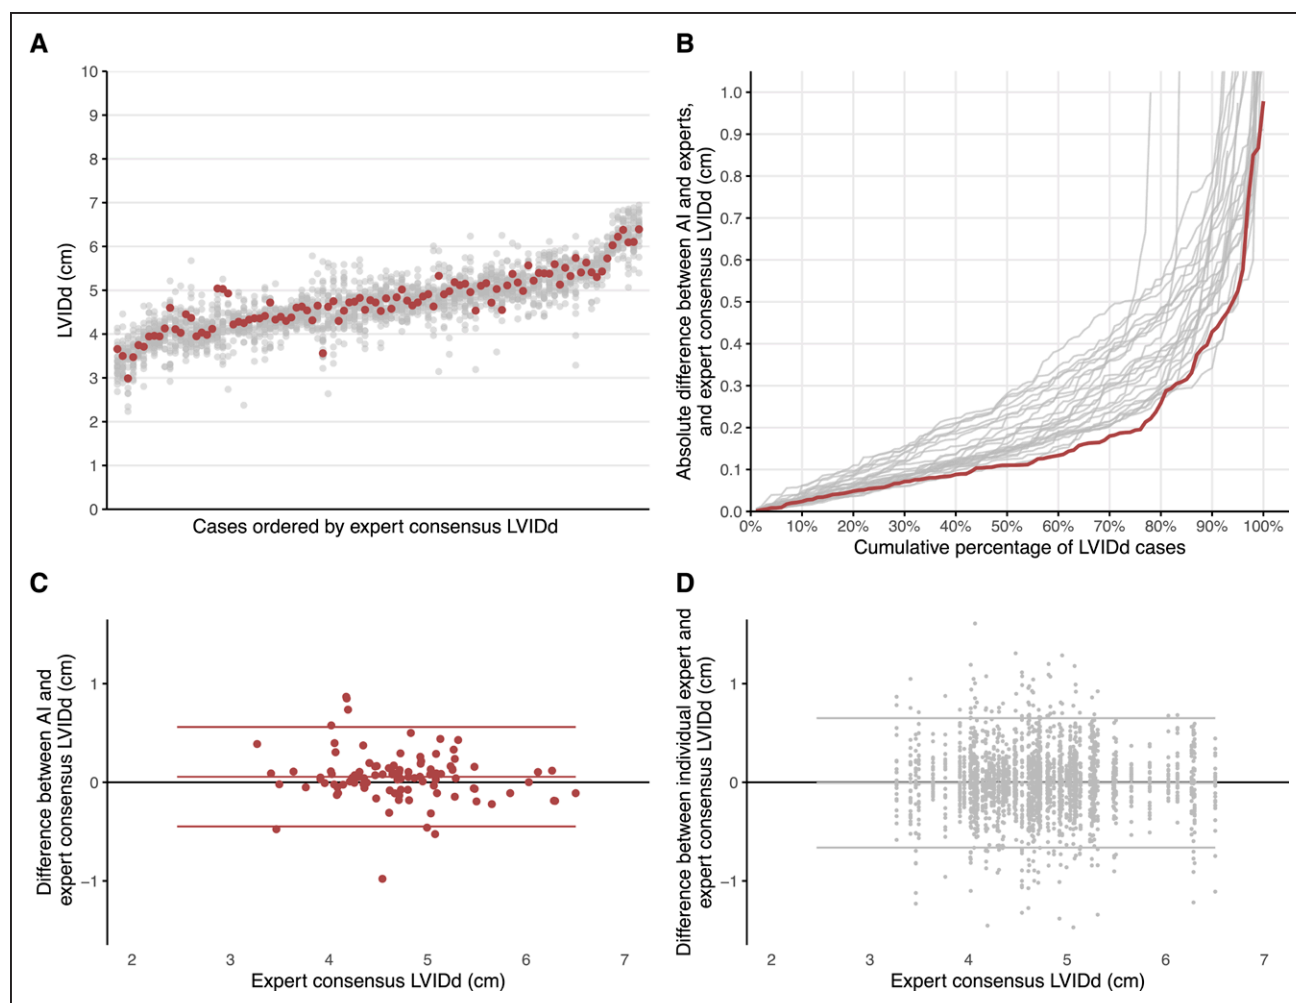 A
10
9
8
7
6
5
4
3
2
1
0
LVIDd (cm)
Cases ordered by expert consensus LVIDd
B
Absolute difference between AI and experts,
and expert consensus LVIDd (cm)
1.0
0.9
0.8
0.7
0.6
0.5
0.4
0.3
0.2
0.1
0.0
0% 10% 20% 30% 40% 50% 60% 70% 80% 90% 100%
Cumulative percentage of LVIDd cases
C
Difference between AI and
expert consensus LVIDd (cm)
1
0
−1
2 3 4 5 6 7
Expert consensus LVIDd (cm)
D
Difference between individual expert and
expert consensus LVIDd (cm)
1
0
−1
2 3 4 5 6 7
Expert consensus LVIDd (cm)